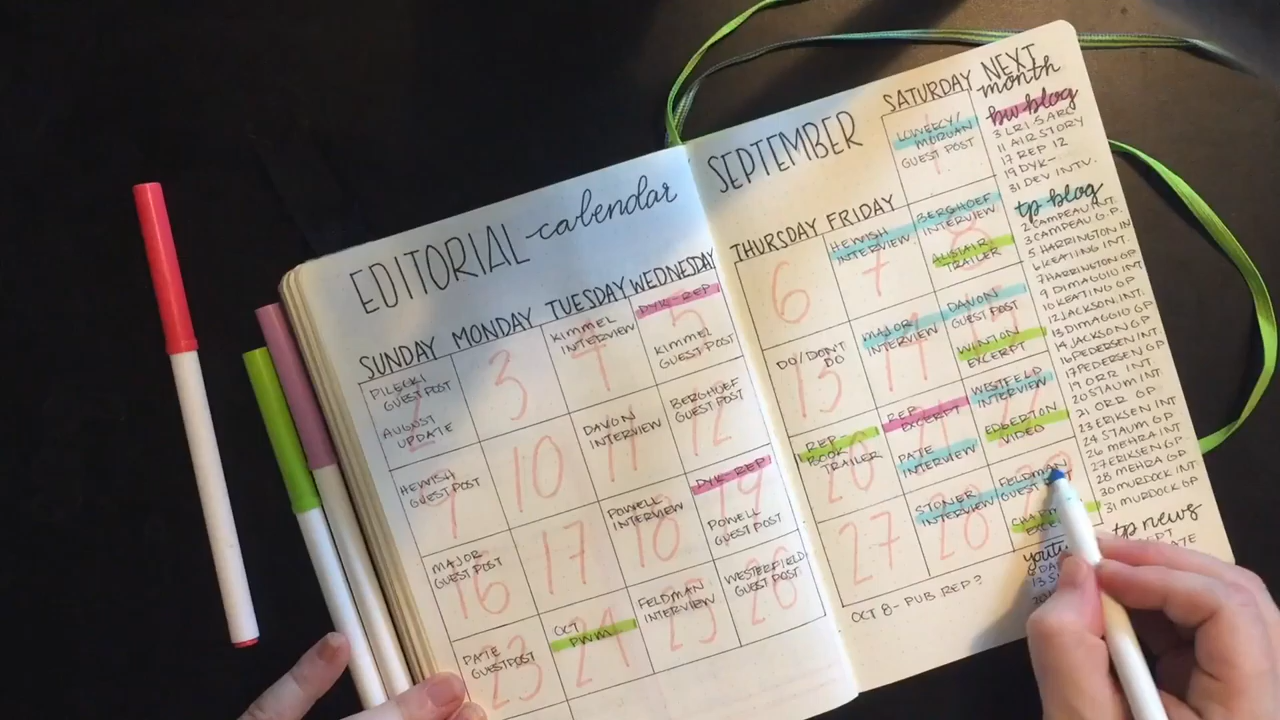 EDITORIAL calendar
SEPTEMBER
SUNDAY MONDAY TUESDAY WEDNESDAY
THURSDAY FRIDAY SATURDAY
1
LOWERCY/
MORGAN
GUEST POST
2
PILECKI
GUEST POST
AUGUST
UPDATE
3
4
KIMMEL
INTERVIEW
5
DYK - REP
KIMMEL
GUEST POST
6
7
HEWISH
INTERVIEW
8
BERGHOEF
INTERVIEW
ALISTAIR
TRAILER
9
HEWISH
GUEST POST
10
11
DAVON
INTERVIEW
12
BERGHOEF
GUEST POST
13
DO/DON'T
DO
14
MAJOR
INTERVIEW
DAVON
GUEST POST
WINTON
EXCERPT
16
MAJOR
GUEST POST
17
18
POWELL
INTERVIEW
19
DYK - REP
POWELL
GUEST POST
20
REP
BOOK
TRAILER
21
REP
EXCERPT
PATE
INTERVIEW
WESTFELD
INTERVIEW
EDGERTON
VIDEO
23
PATE
GUEST POST
24
OCT
PWM
25
FELDMAN
INTERVIEW
26
WESTERFIELD
GUEST POST
27
28
STONER
INTERVIEW
FELDMAN
OCT 8 - PUB REP?
NEXT
month
bw blog
3 LRI 5 ARC
11 AIR STORY
17 REP 12
19 DYK-
31 DEV INTV.
tp blog
2 CAMPEAU INT.
3 CAMPEAU G.P.
5 HARRINGTON IN
6 KEATING INT.
7 HARRINGTON GP
9 DIMAGGIO INT
10 KEATING GP
12 JACKSON INT.
13 DIMAGGIO GP
14 JACKSON GP
16 PEDERSEN INT.
17 PEDERSEN GP
19 ORR INT.
20 STAUM INT.
21 ORR GP
23 ERIKSEN INT
24 STAUM GP
26 MEHRA INT
27 ERIKSEN GP
28 MEHRA GP
30 MURDOCK INT.
31 MURDOCK GP
tp news